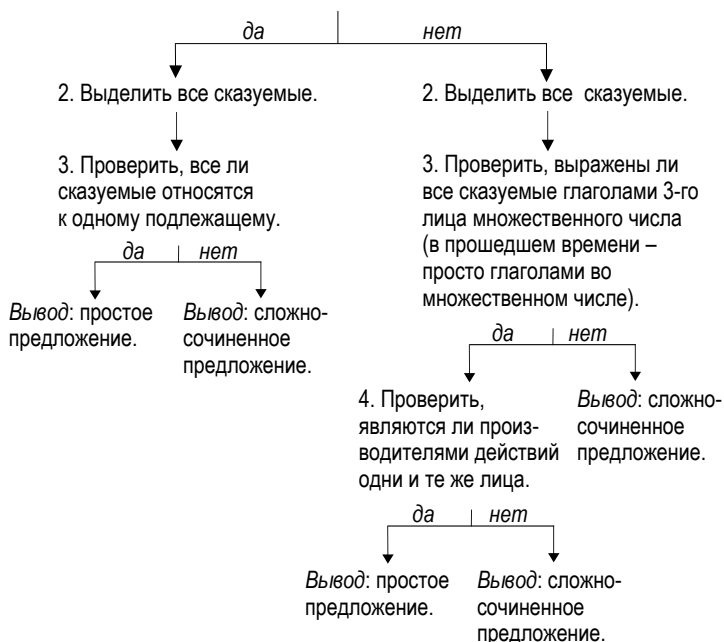 да
нет
2. Выделить все сказуемые.
3. Проверить, все ли
сказуемые относятся
к одному подлежащему.
да
нет
Вывод: простое
предложение.
Вывод: сложно-
сочиненное
предложение.
2. Выделить все сказуемые.
3. Проверить, выражены ли
все сказуемые глаголами 3-го
лица множественного числа
(в прошедшем времени –
просто глаголами во
множественном числе).
да
нет
4. Проверить,
являются ли произ-
водителями действий
одни и те же лица.
Вывод: сложно-
сочиненное
предложение.
да
нет
Вывод: простое
предложение.
Вывод: сложно-
сочиненное
предложение.